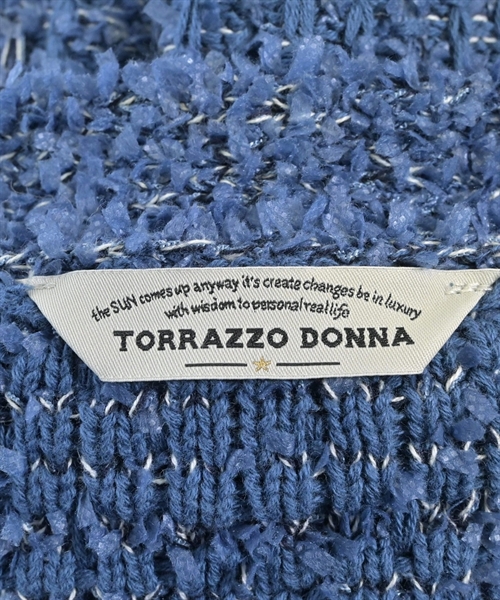 the SUN comes up anyway it's create changes be in luxury
with wisdom to personal real life
TORRAZZO DONNA